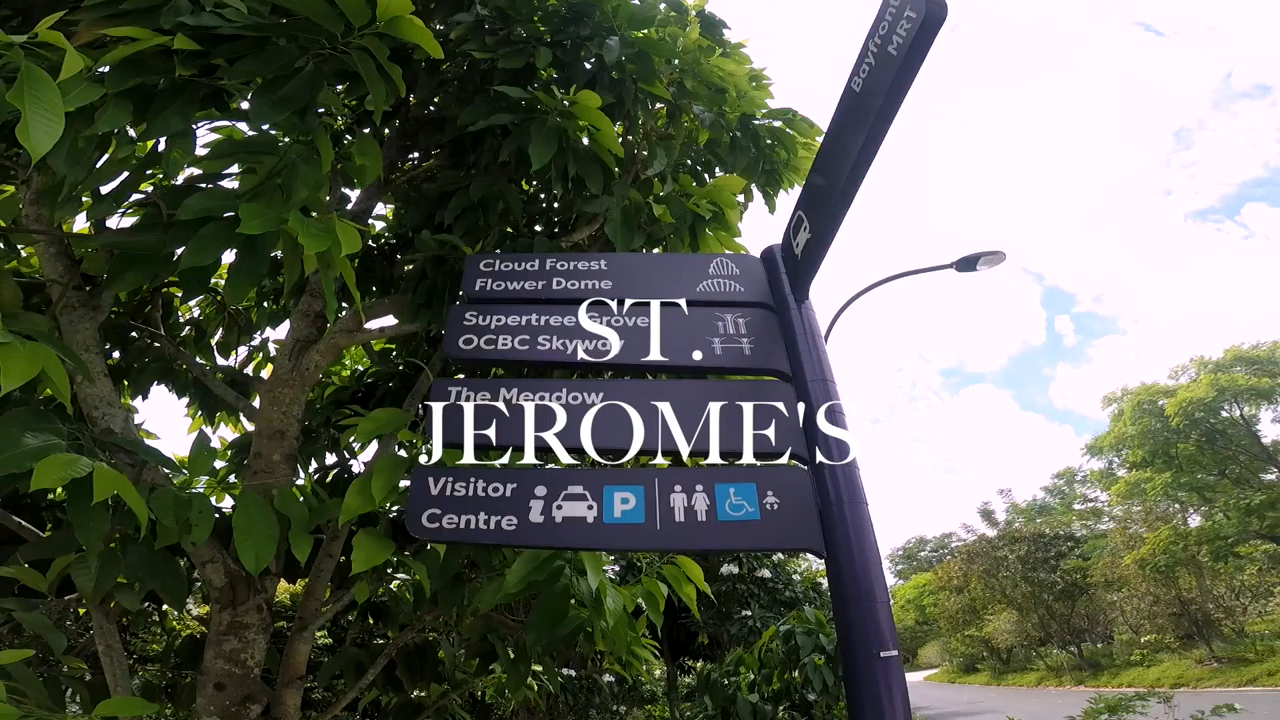 Bayfront
MRT
Cloud Forest
Flower Dome
Supertree Grove
OCBC Skyway
The Meadow
ST.
JEROME'S
Visitor
Centre
P